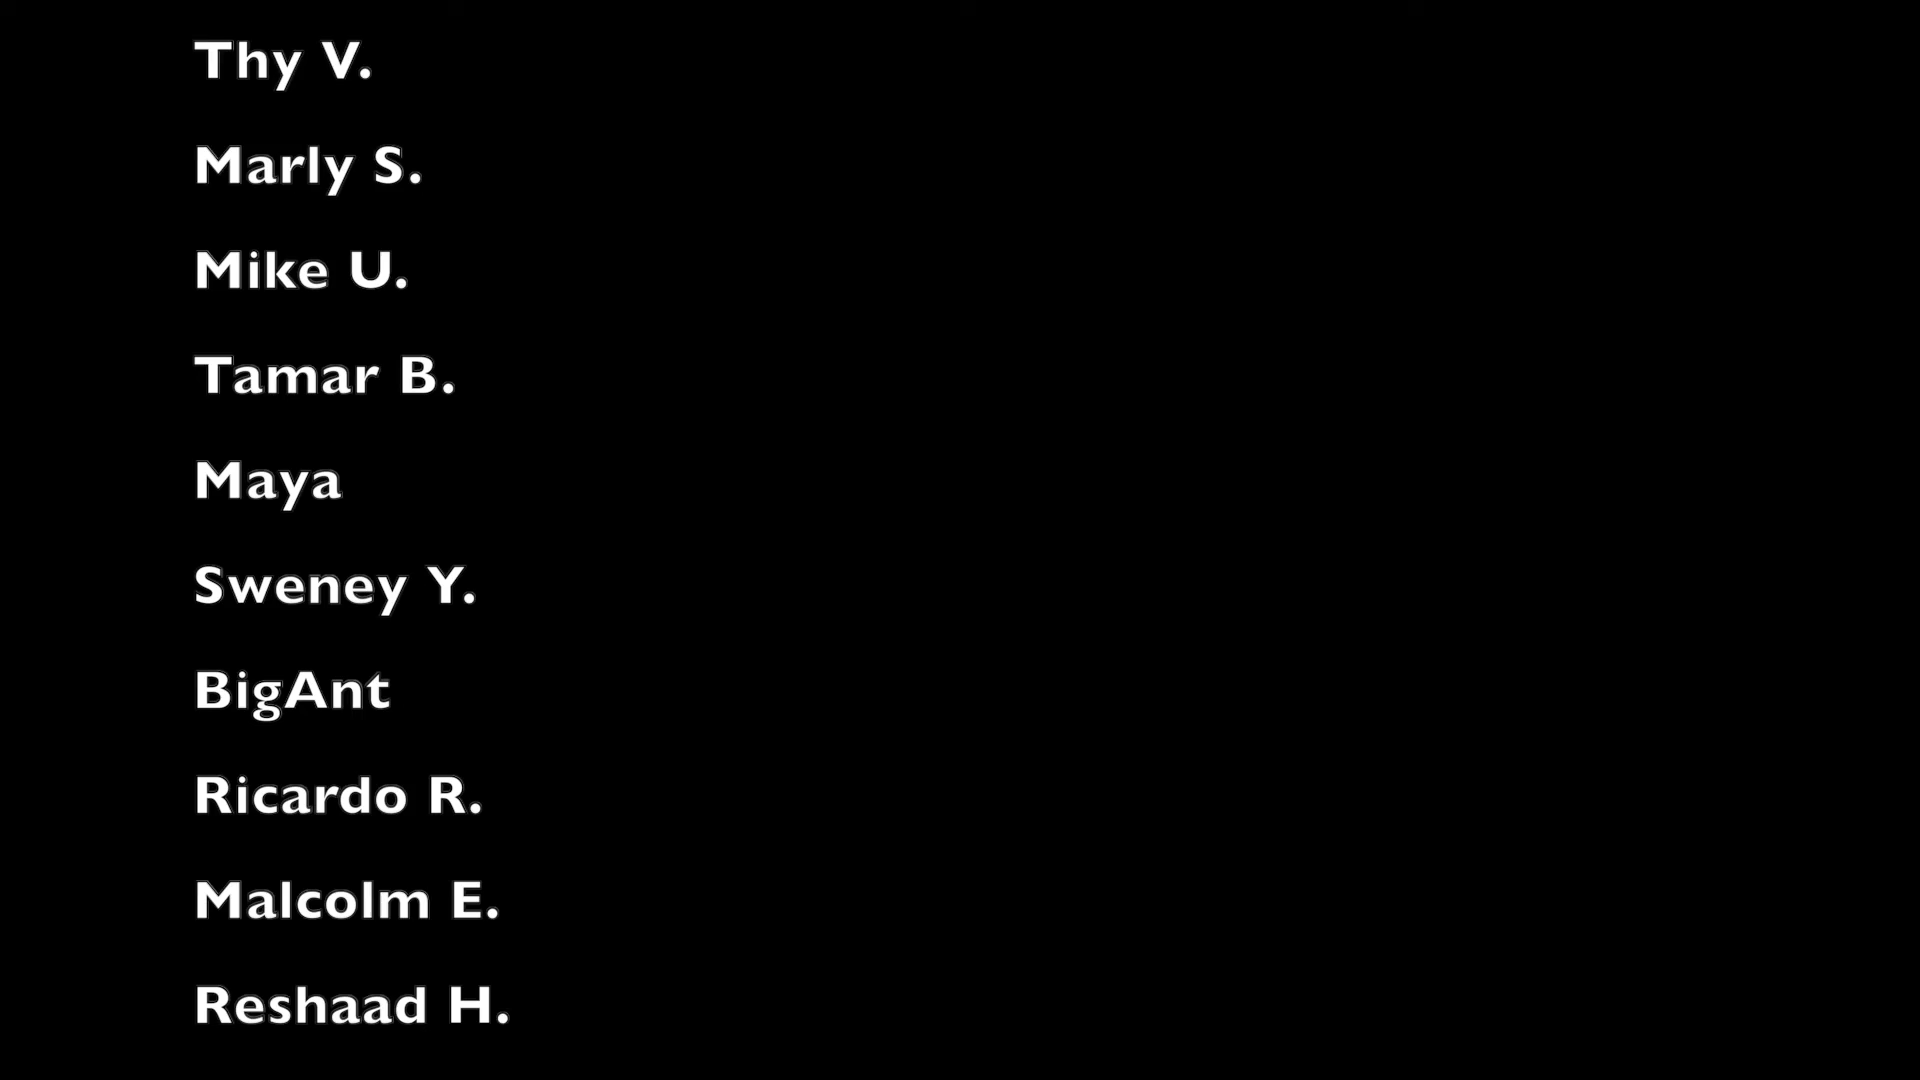 Thy V.
Marly S.
Mike U.
Tamar B.
Maya
Sweney Y.
BigAnt
Ricardo R.
Malcolm E.
Reshaad H.